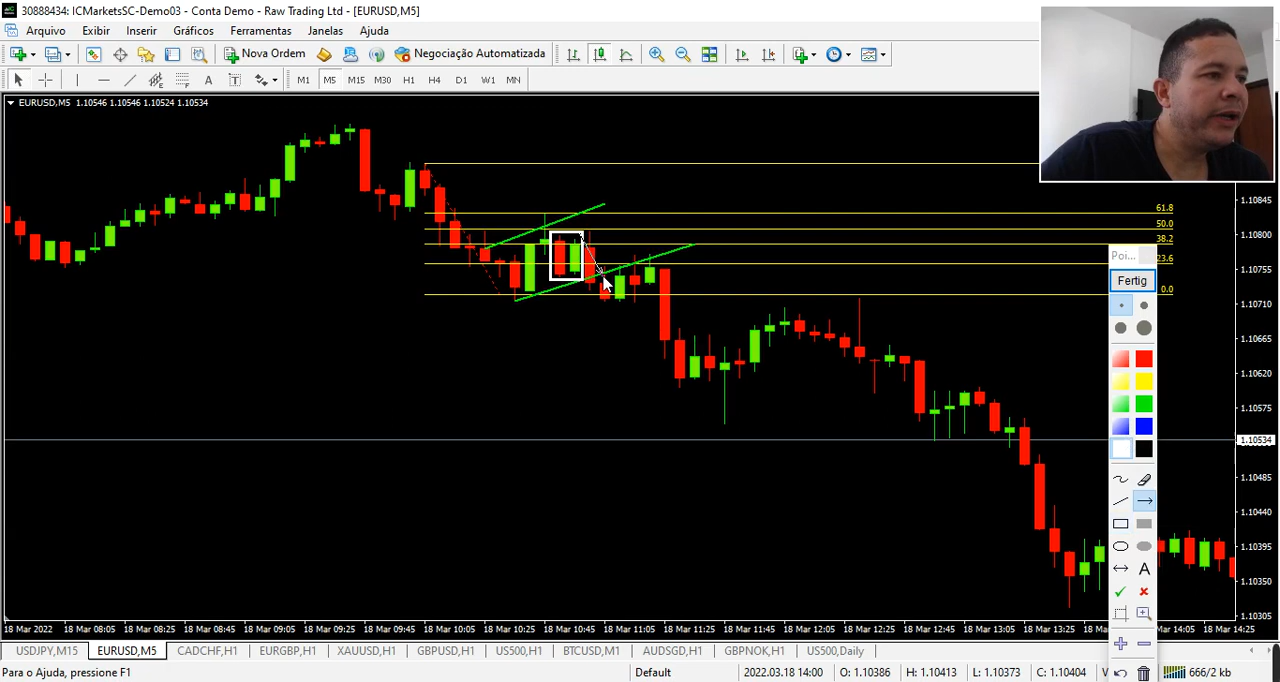 30888434: ICMarketsSC-Demo03 - Conta Demo - Raw Trading Ltd - [EURUSD,M5]
Arquivo Exibir Inserir Gráficos Ferramentas Janelas Ajuda
Nova Ordem Negociação Automatizada
A T M1 M5 M15 M30 H1 H4 D1 W1 MN
EURUSD,M5 1.10546 1.10546 1.10524 1.10534
61.8
50.0
38.2
23.6
0.0
1.10845
1.10800
1.10755
1.10710
1.10665
1.10620
1.10575
1.10534
1.10485
1.10440
1.10395
1.10350
1.10305
Poi...
Fertig
A
18 Mar 2022 18 Mar 08:05 18 Mar 08:25 18 Mar 08:45 18 Mar 09:05 18 Mar 09:25 18 Mar 09:45 18 Mar 10:05 18 Mar 10:25 18 Mar 10:45 18 Mar 11:05 18 Mar 11:25 18 Mar 11:45 18 Mar 12:05 18 Mar 12:25 18 Mar 12:45 18 Mar 13:05 18 Mar 13:25 18 Mar 13:45 14:05 18 Mar 14:25
USDJPY,M15 EURUSD,M5 CADCHF,H1 EURGBP,H1 XAUUSD,H1 ,H1 US500,H1 BTCUSD,M1 AUDSGD,H1 GBPNOK,H1 US500,Daily
Para o Ajuda, pressione F1 Default 2022.03.18 14:00 O: 1.10386 H: 1.10413 L: 1.10373 C: 1.10404 V 666/2 kb